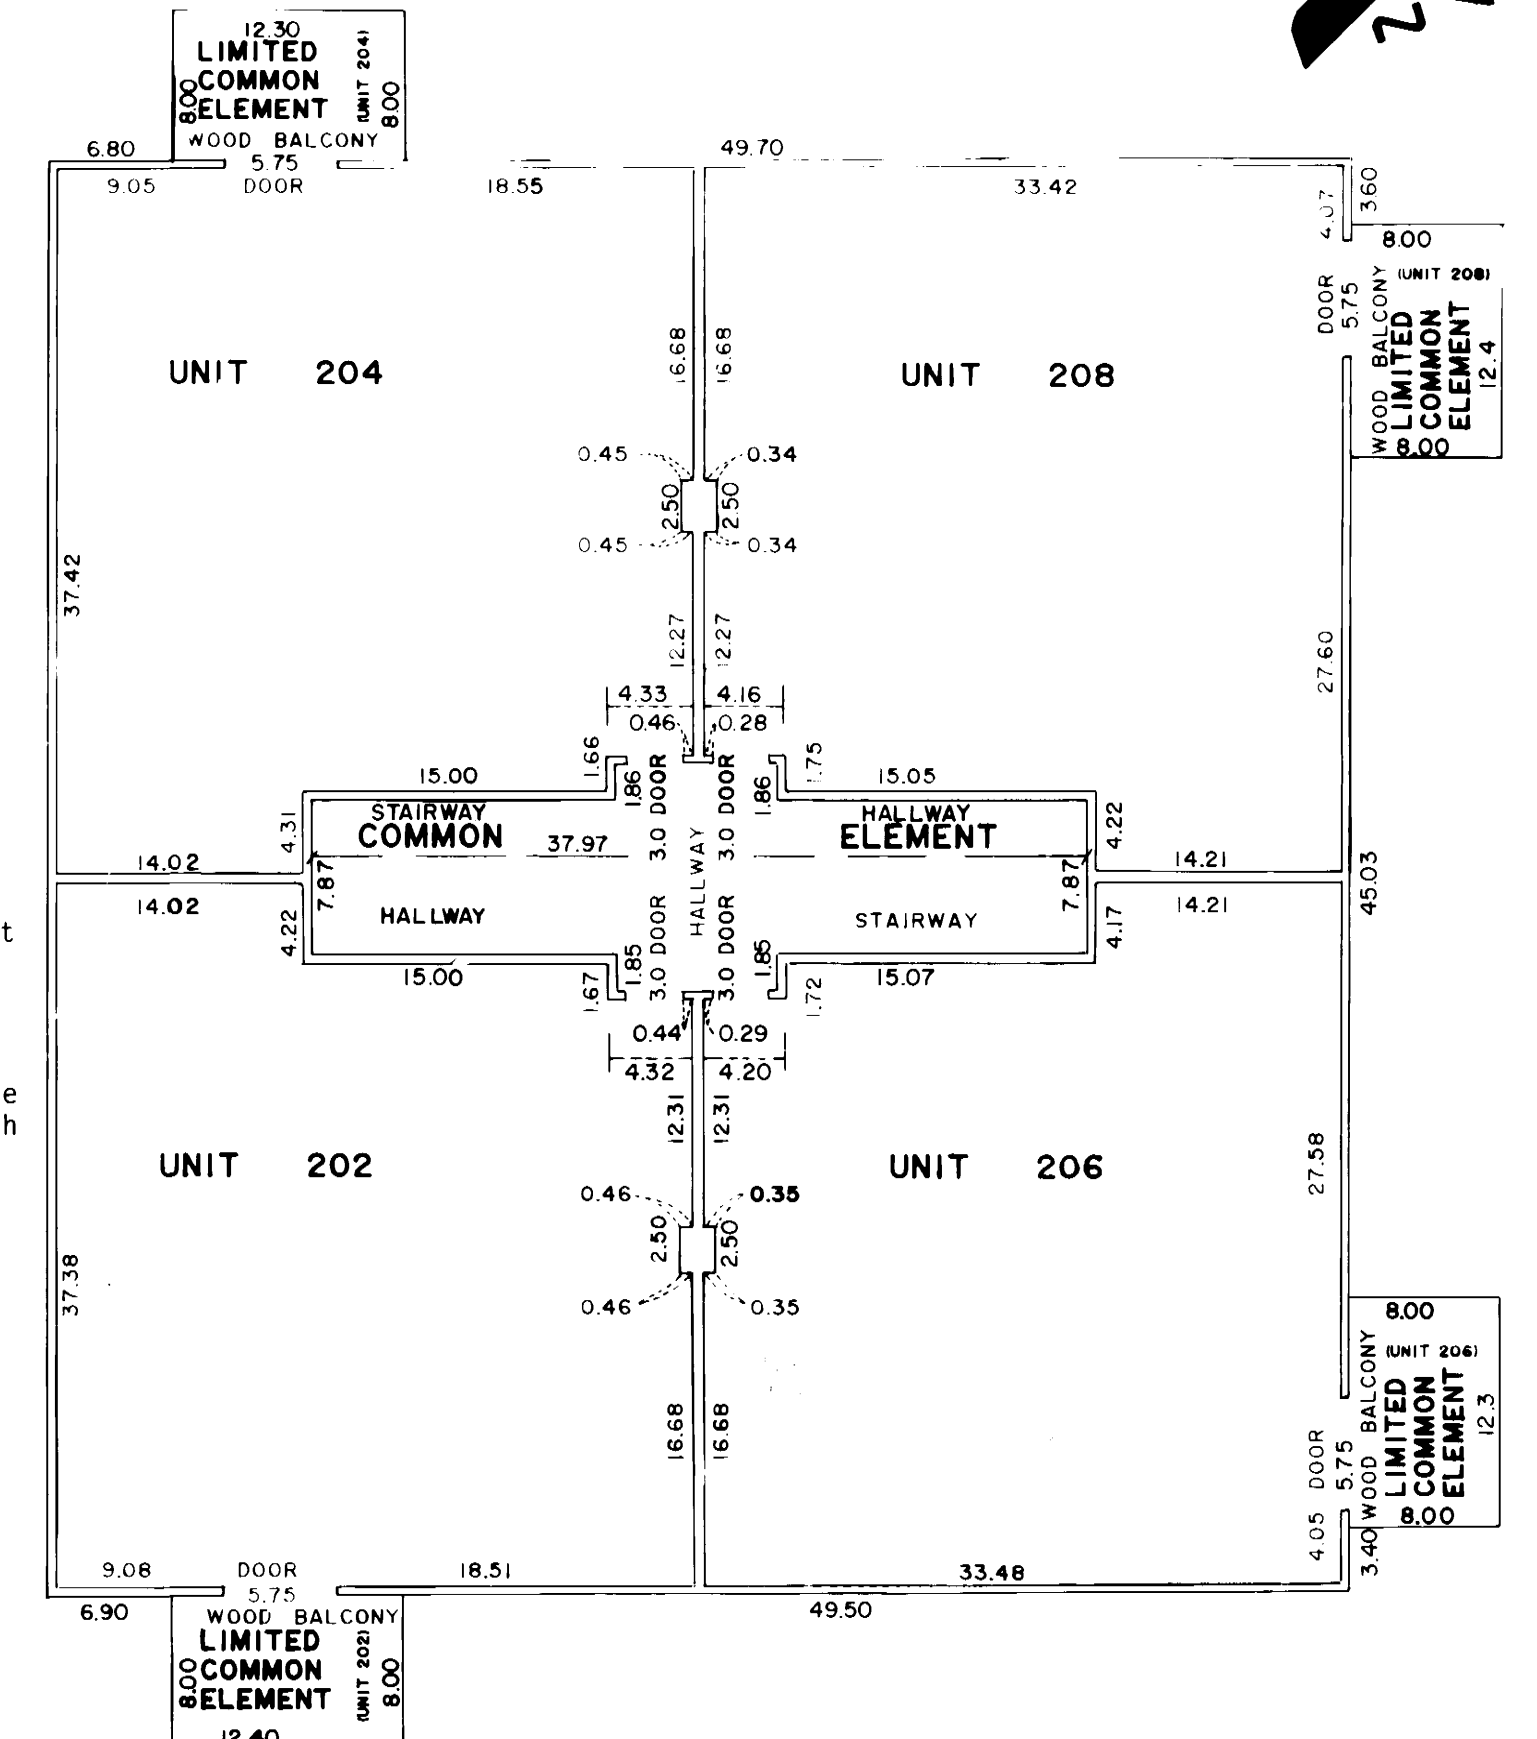 12.30
LIMITED
COMMON
ELEMENT
8.00
(UNIT 204)
8.00
WOOD BALCONY
6.80
5.75
49.70
9.05
DOOR
18.55
33.42
4.07
3.60
8.00
(UNIT 208)
DOOR
5.75
WOOD BALCONY
LIMITED
COMMON
ELEMENT
12.4
8.00
UNIT 204
16.68
16.68
UNIT 208
0.45
0.34
2.50
2.50
0.45
0.34
37.42
12.27
12.27
27.60
4.33
4.16
0.46
0.28
1.66
1.86
3.0 DOOR
3.0 DOOR
1.86
1.75
15.00
15.05
STAIRWAY
COMMON
HALLWAY
ELEMENT
4.31
37.97
HALLWAY
4.22
14.02
7.87
7.87
14.21
45.03
14.02
14.21
HALLWAY
STAIRWAY
4.22
4.17
15.00
15.07
1.67
1.85
3.0 DOOR
3.0 DOOR
1.85
1.72
t
0.44
0.29
4.32
4.20
e
h
12.31
12.31
UNIT 202
UNIT 206
27.58
0.46
0.35
2.50
2.50
0.46
0.35
37.38
8.00
(UNIT 206)
WOOD BALCONY
LIMITED
COMMON
ELEMENT
12.3
8.00
16.68
16.68
DOOR
5.75
4.05
3.40
9.08
DOOR
18.51
33.48
5.75
6.90
49.50
WOOD BALCONY
LIMITED
COMMON
ELEMENT
8.00
(UNIT 202)
8.00
12.40